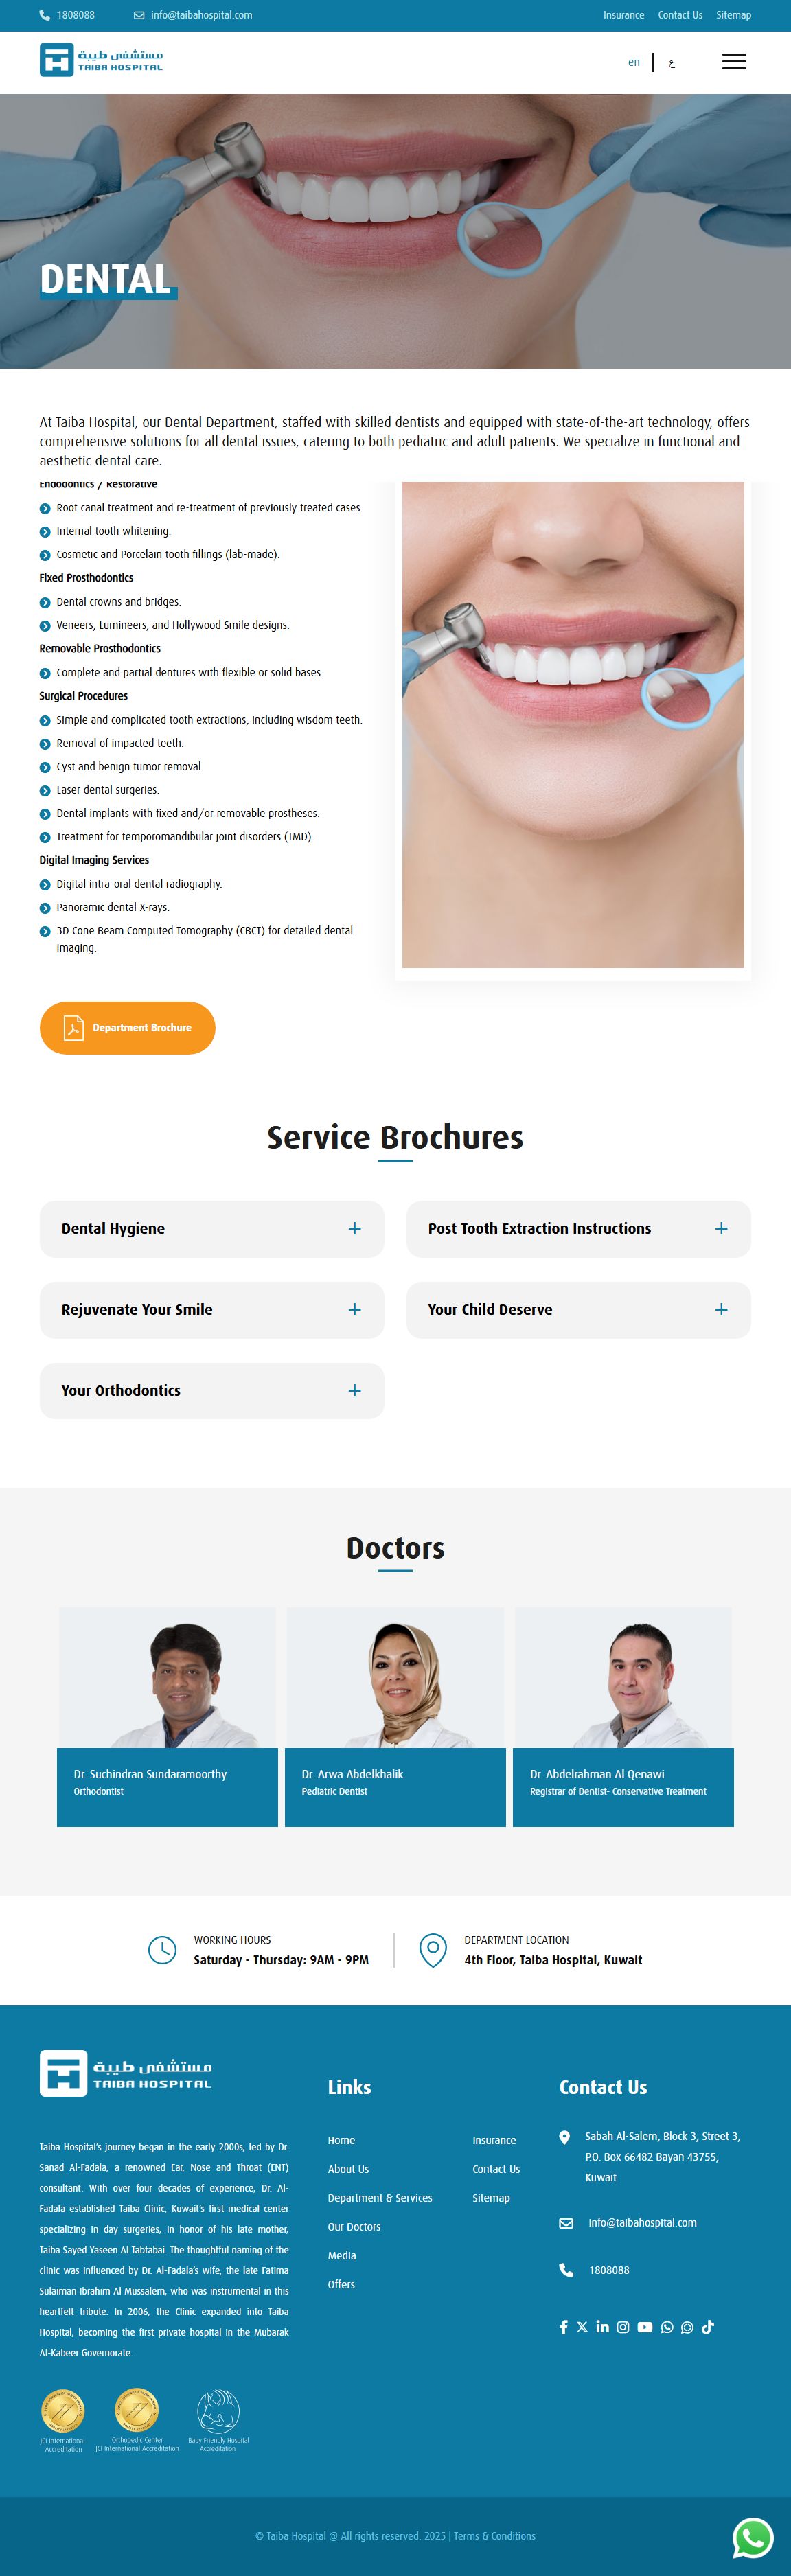 1808088
info@taibahospital.com
Insurance
Contact Us
Sitemap
مستشفى طيبة
TAIBA HOSPITAL
en
ع
DENTAL
At Taiba Hospital, our Dental Department, staffed with skilled dentists and equipped with state-of-the-art technology, offers
comprehensive solutions for all dental issues, catering to both pediatric and adult patients. We specialize in functional and
aesthetic dental care.
Endodontics / Restorative
Root canal treatment and re-treatment of previously treated cases.
Internal tooth whitening.
Cosmetic and Porcelain tooth fillings (lab-made).
Fixed Prosthodontics
Dental crowns and bridges.
Veneers, Lumineers, and Hollywood Smile designs.
Removable Prosthodontics
Complete and partial dentures with flexible or solid bases.
Surgical Procedures
Simple and complicated tooth extractions, including wisdom teeth.
Removal of impacted teeth.
Cyst and benign tumor removal.
Laser dental surgeries.
Dental implants with fixed and/or removable prostheses.
Treatment for temporomandibular joint disorders (TMD).
Digital Imaging Services
Digital intra-oral dental radiography.
Panoramic dental X-rays.
3D Cone Beam Computed Tomography (CBCT) for detailed dental
imaging.
Department Brochure
Service Brochures
Dental Hygiene
Post Tooth Extraction Instructions
Rejuvenate Your Smile
Your Child Deserve
Your Orthodontics
Doctors
Dr. Suchindran Sundaramoorthy
Orthodontist
Dr. Arwa Abdelkhalik
Pediatric Dentist
Dr. Abdelrahman Al Qenawi
Registrar of Dentist- Conservative Treatment
WORKING HOURS
Saturday - Thursday: 9AM - 9PM
DEPARTMENT LOCATION
4th Floor, Taiba Hospital, Kuwait
مستشفى طيبة
TAIBA HOSPITAL
Taiba Hospital's journey began in the early 2000s, led by Dr.
Sanad Al-Fadala, a renowned Ear, Nose and Throat (ENT)
consultant. With over four decades of experience, Dr. Al-
Fadala established Taiba Clinic, Kuwait's first medical center
specializing in day surgeries, in honor of his late mother,
Taiba Sayed Yaseen Al Tabtabai. The thoughtful naming of the
clinic was influenced by Dr. Al-Fadala's wife, the late Fatima
Sulaiman Ibrahim Al Mussalem, who was instrumental in this
heartfelt tribute. In 2006, the Clinic expanded into Taiba
Hospital, becoming the first private hospital in the Mubarak
Al-Kabeer Governorate.
JCI International
Accreditation
Orthopedic Center
JCI International Accreditation
Baby Friendly Hospital
Accreditation
Links
Home
About Us
Department & Services
Our Doctors
Media
Offers
Insurance
Contact Us
Sitemap
Contact Us
Sabah Al-Salem, Block 3, Street 3,
P.O. Box 66482 Bayan 43755,
Kuwait
info@taibahospital.com
1808088
© Taiba Hospital @ All rights reserved. 2025 | Terms & Conditions